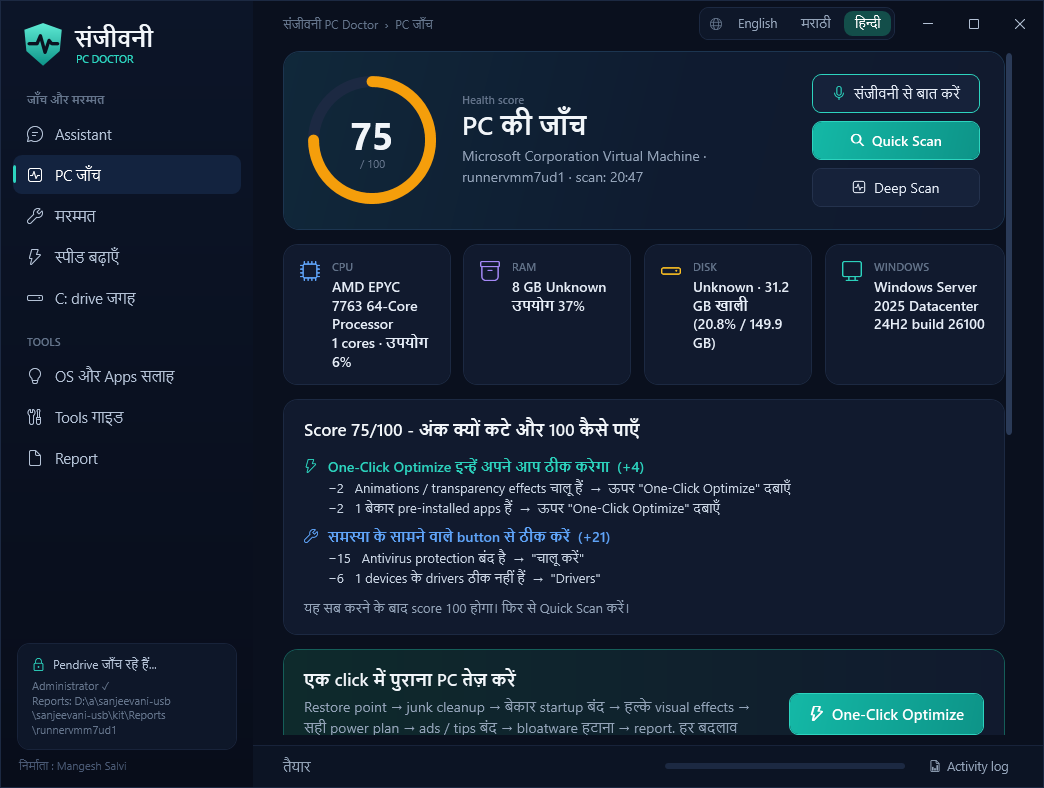 संजीवनी
PC DOCTOR
जाँच और मरम्मत
Assistant
PC जाँच
मरम्मत
स्पीड बढ़ाएँ
C: drive जगह
TOOLS
OS और Apps सलाह
Tools गाइड
Report
Pendrive जाँच रहे हैं...
Administrator ✓
Reports: D:\a\sanjeevani-usb
\sanjeevani-usb\kit\Reports
\runnervmm7ud1
निर्माता : Mangesh Salvi
संजीवनी PC Doctor › PC जाँच
English मराठी हिन्दी
75
/ 100
Health score
PC की जाँच
Microsoft Corporation Virtual Machine ·
runnervmm7ud1 · scan: 20:47
संजीवनी से बात करें
Quick Scan
Deep Scan
CPU
AMD EPYC
7763 64-Core
Processor
1 cores · उपयोग
6%
RAM
8 GB Unknown
उपयोग 37%
DISK
Unknown · 31.2
GB खाली
(20.8% / 149.9
GB)
WINDOWS
Windows Server
2025 Datacenter
24H2 build 26100
Score 75/100 - अंक क्यों कटे और 100 कैसे पाएँ
One-Click Optimize इन्हें अपने आप ठीक करेगा (+4)
−2 Animations / transparency effects चालू हैं → ऊपर "One-Click Optimize" दबाएँ
−2 1 बेकार pre-installed apps हैं → ऊपर "One-Click Optimize" दबाएँ
समस्या के सामने वाले button से ठीक करें (+21)
−15 Antivirus protection बंद है → "चालू करें"
−6 1 devices के drivers ठीक नहीं हैं → "Drivers"
यह सब करने के बाद score 100 होगा। फिर से Quick Scan करें।
एक click में पुराना PC तेज़ करें
Restore point → junk cleanup → बेकार startup बंद → हल्के visual effects →
सही power plan → ads / tips बंद → bloatware हटाना → report. हर बदलाव
One-Click Optimize
तैयार
Activity log